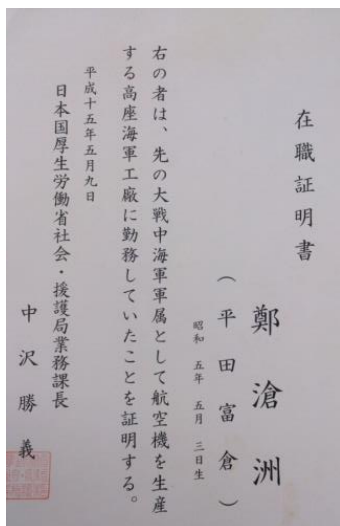 在職証明書
鄭滄洲
(平田富倉)
昭和 五年 五月 三日生
右の者は、先の大戦中海軍軍属として航空機を生産
する高座海軍工廠に勤務していたことを証明する。
平成十五年五月九日
日本国厚生労働省社会・援護局業務課長
中沢勝義